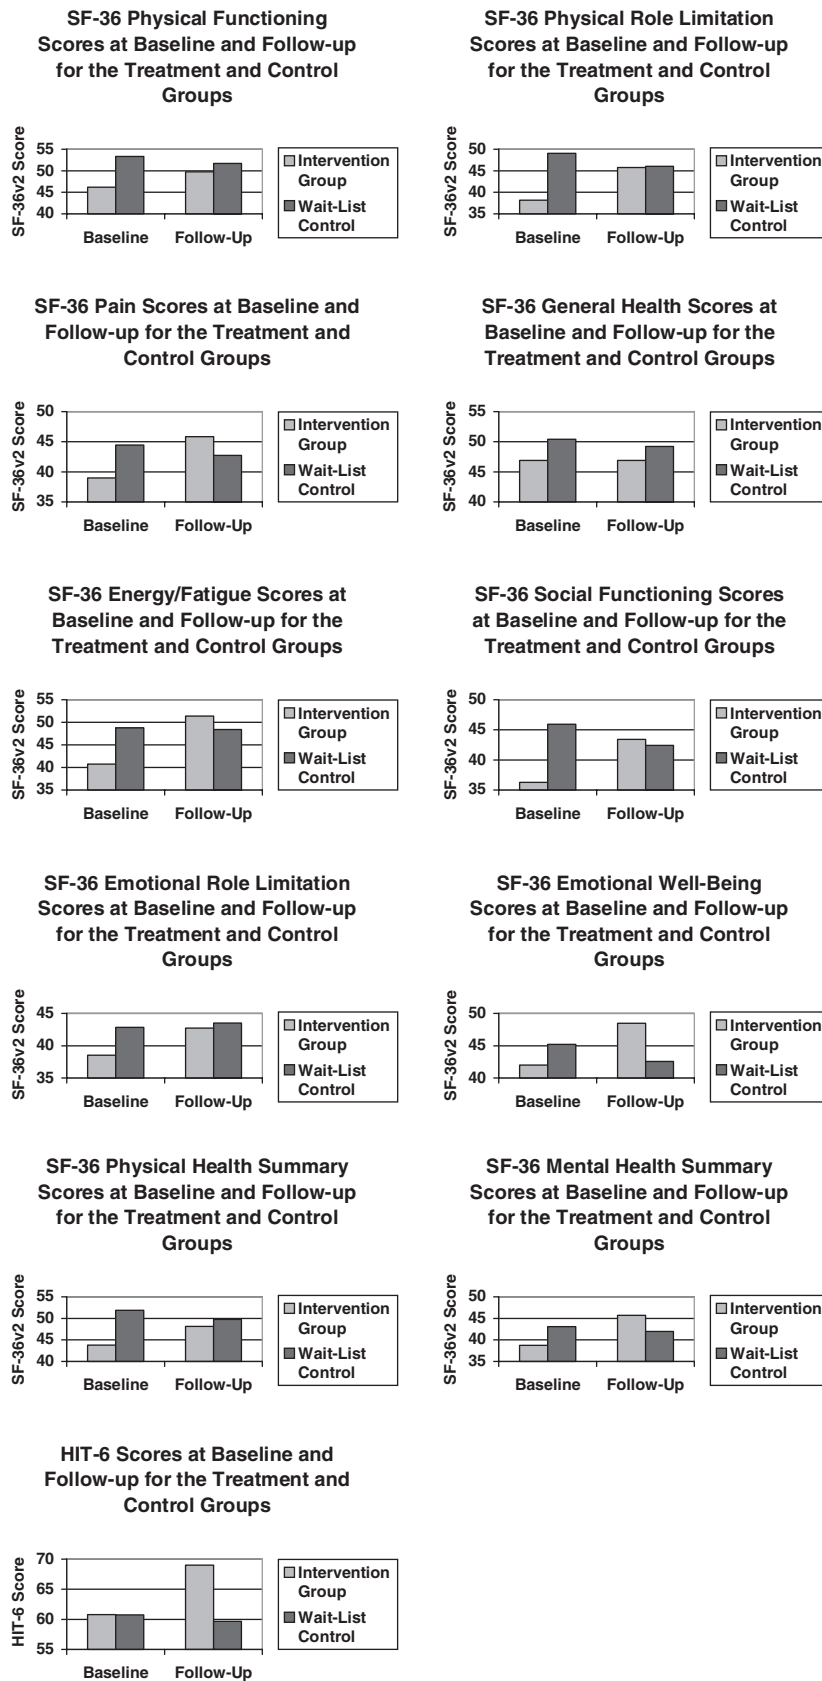 SF-36 Physical Functioning
Scores at Baseline and Follow-up
for the Treatment and Control
Groups
SF-36v2 Score
55
50
45
40
Baseline
Follow-Up
Intervention
Group
Wait-List
Control
SF-36 Physical Role Limitation
Scores at Baseline and Follow-up
for the Treatment and Control
Groups
SF-36v2 Score
50
45
40
35
Baseline
Follow-Up
Intervention
Group
Wait-List
Control
SF-36 Pain Scores at Baseline and
Follow-up for the Treatment and
Control Groups
SF-36v2 Score
50
45
40
35
Baseline
Follow-Up
Intervention
Group
Wait-List
Control
SF-36 General Health Scores at
Baseline and Follow-up for the
Treatment and Control Groups
SF-36v2 Score
55
50
45
40
Baseline
Follow-Up
Intervention
Group
Wait-List
Control
SF-36 Energy/Fatigue Scores at
Baseline and Follow-up for the
Treatment and Control Groups
SF-36v2 Score
55
50
45
40
35
Baseline
Follow-Up
Intervention
Group
Wait-List
Control
SF-36 Social Functioning Scores
at Baseline and Follow-up for the
Treatment and Control Groups
SF-36v2 Score
50
45
40
35
Baseline
Follow-Up
Intervention
Group
Wait-List
Control
SF-36 Emotional Role Limitation
Scores at Baseline and Follow-up
for the Treatment and Control
Groups
SF-36v2 Score
45
40
35
Baseline
Follow-Up
Intervention
Group
Wait-List
Control
SF-36 Emotional Well-Being
Scores at Baseline and Follow-up
for the Treatment and Control
Groups
SF-36v2 Score
50
45
40
Baseline
Follow-Up
Intervention
Group
Wait-List
Control
SF-36 Physical Health Summary
Scores at Baseline and Follow-up
for the Treatment and Control
Groups
SF-36v2 Score
55
50
45
40
Baseline
Follow-Up
Intervention
Group
Wait-List
Control
SF-36 Mental Health Summary
Scores at Baseline and Follow-up
for the Treatment and Control
Groups
SF-36v2 Score
50
45
40
35
Baseline
Follow-Up
Intervention
Group
Wait-List
Control
HIT-6 Scores at Baseline and
Follow-up for the Treatment and
Control Groups
HIT-6 Score
70
65
60
55
Baseline
Follow-Up
Intervention
Group
Wait-List
Control